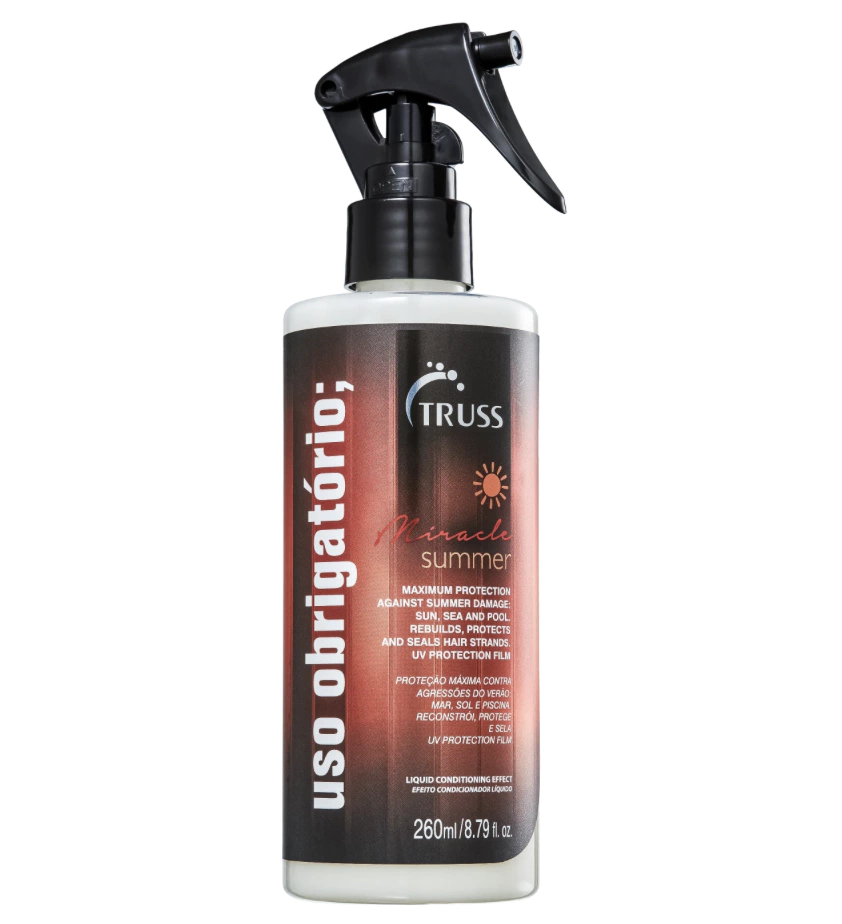 uso obrigatório;
TRUSS
Miracle
summer
MAXIMUM PROTECTION
AGAINST SUMMER DAMAGE:
SUN, SEA AND POOL.
REBUILDS, PROTECTS
AND SEALS HAIR STRANDS.
UV PROTECTION FILM
PROTEÇÃO MÁXIMA CONTRA
AGRESSÕES DO VERÃO:
MAR, SOL E PISCINA.
RECONSTRÓI, PROTEGE
E SELA
UV PROTECTION FILM
LIQUID CONDITIONING EFFECT
EFEITO CONDICIONADOR LÍQUIDO
260ml/8.79 fl. oz.